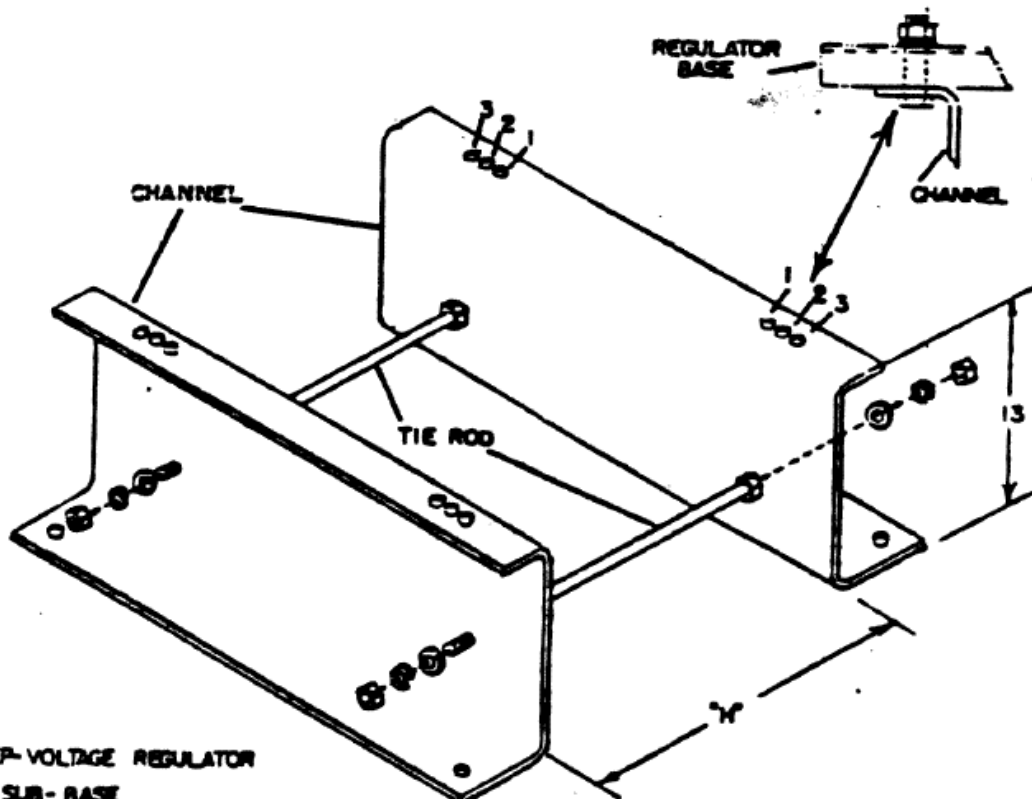 REGULATOR
BASE
CHANNEL
3
2
1
CHANNEL
1
2
3
13
TIE ROD
"H"
P-VOLTAGE REGULATOR
SUB-BASE